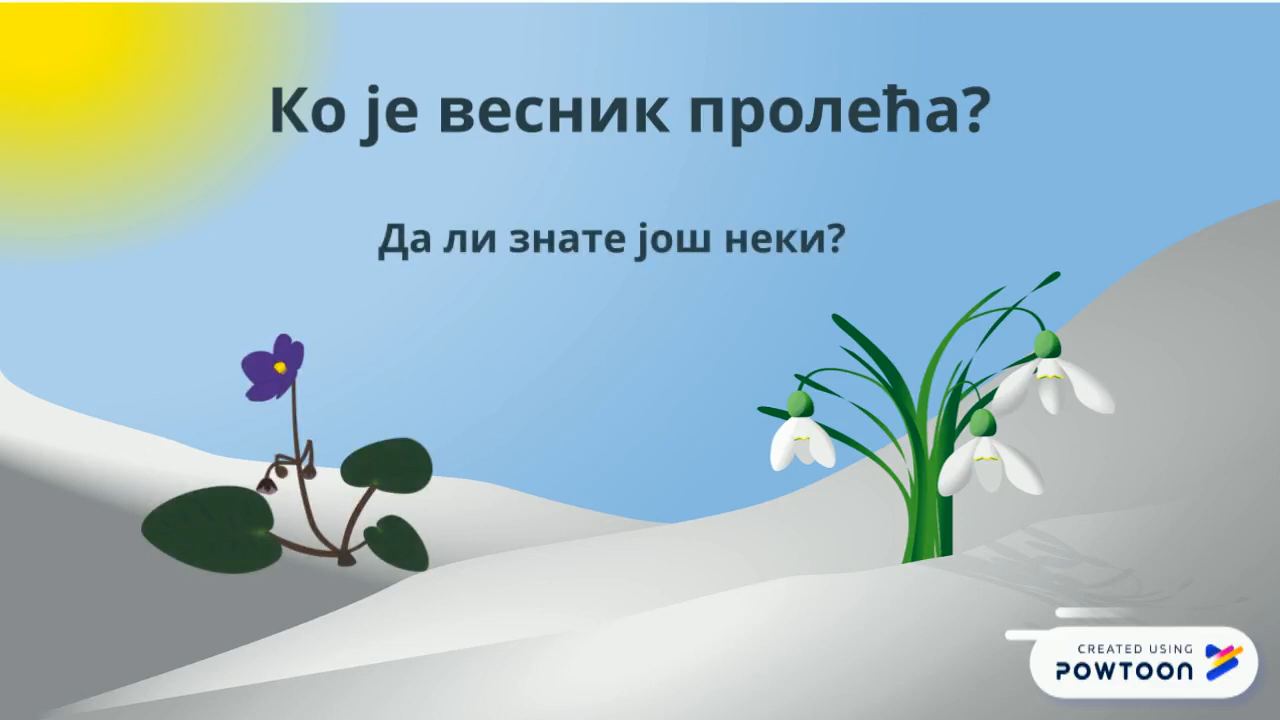 Ко је весник пролећа?
Да ли знате још неки?
CREATED USING
POWTOON